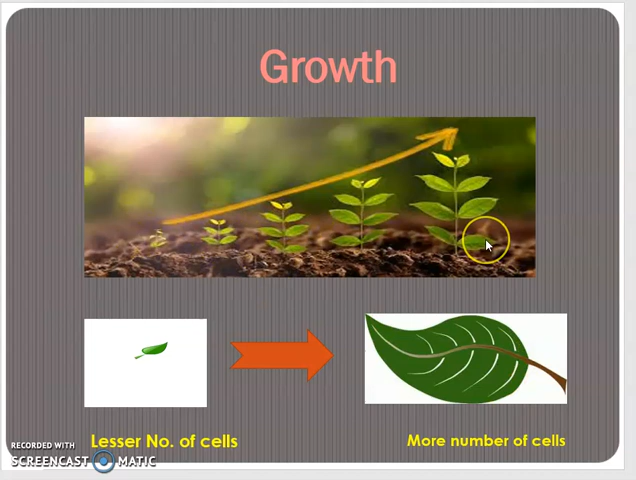 Growth
Lesser No. of cells
More number of cells
RECORDED WITH
SCREENCAST MATIC